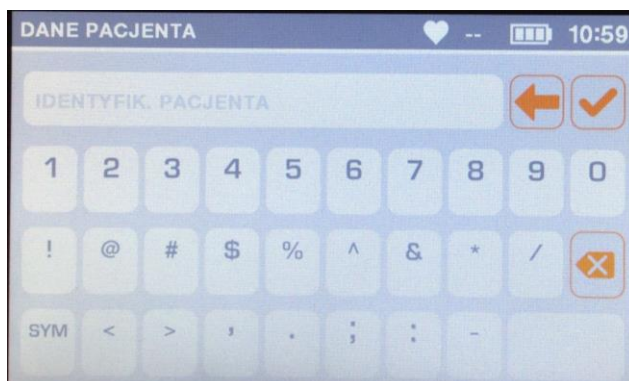 DANE PACJENTA -- 10:59
IDENTYFIK. PACJENTA
1 2 3 4 5 6 7 8 9 0
! @ # $ % ^ & * /
SYM < > , . ; : -